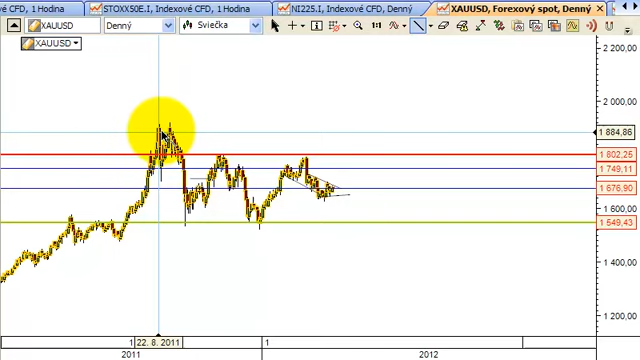 vé CFD, 1 Hodina
STOXX50E.I, Indexové CFD, 1 Hodina
NI225.I, Indexové CFD, Denný
XAUUSD, Forexový spot, Denný
XAUUSD
Denný
Sviečka
XAUUSD
2 200,00
2 000,00
1 884,86
1 802,25
1 749,11
1 676,90
1 600,00
1 549,43
1 400,00
1 200,00
1
22. 8. 2011
1
2011
2012